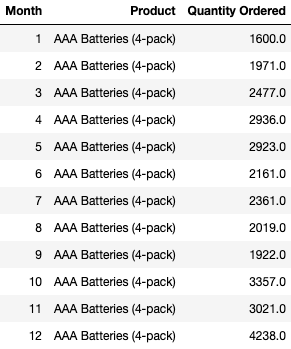 Month Product Quantity Ordered
1 AAA Batteries (4-pack) 1600.0
2 AAA Batteries (4-pack) 1971.0
3 AAA Batteries (4-pack) 2477.0
4 AAA Batteries (4-pack) 2936.0
5 AAA Batteries (4-pack) 2923.0
6 AAA Batteries (4-pack) 2161.0
7 AAA Batteries (4-pack) 2361.0
8 AAA Batteries (4-pack) 2019.0
9 AAA Batteries (4-pack) 1922.0
10 AAA Batteries (4-pack) 3357.0
11 AAA Batteries (4-pack) 3021.0
12 AAA Batteries (4-pack) 4238.0